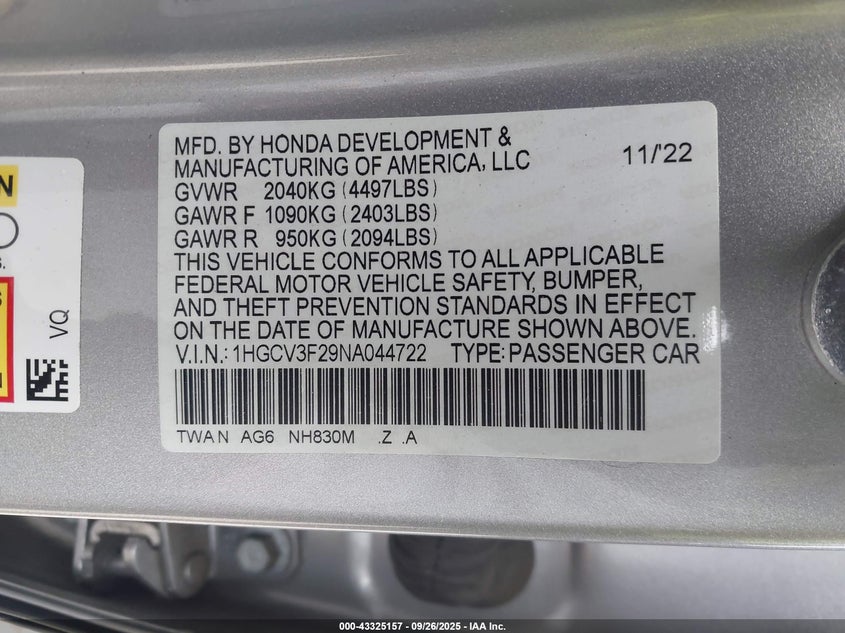 MFD. BY HONDA DEVELOPMENT &
MANUFACTURING OF AMERICA, LLC 11/'22
GVWR 2040KG (4497LBS)
GAWR F 1090KG (2403LBS)
GAWR R 950KG (2094LBS)
THIS VEHICLE CONFORMS TO ALL APPLICABLE
FEDERAL MOTOR VEHICLE SAFETY, BUMPER,
AND THEFT PREVENTION STANDARDS IN EFFECT
ON THE DATE OF MANUFACTURE SHOWN ABOVE.
V.I.N.: 1HGCV3F29NA044722 TYPE: PASSENGER CAR
TWAN AG6 NH830M .Z .A
VQ
000-43325157 - 09/26/2025 - IAA Inc.